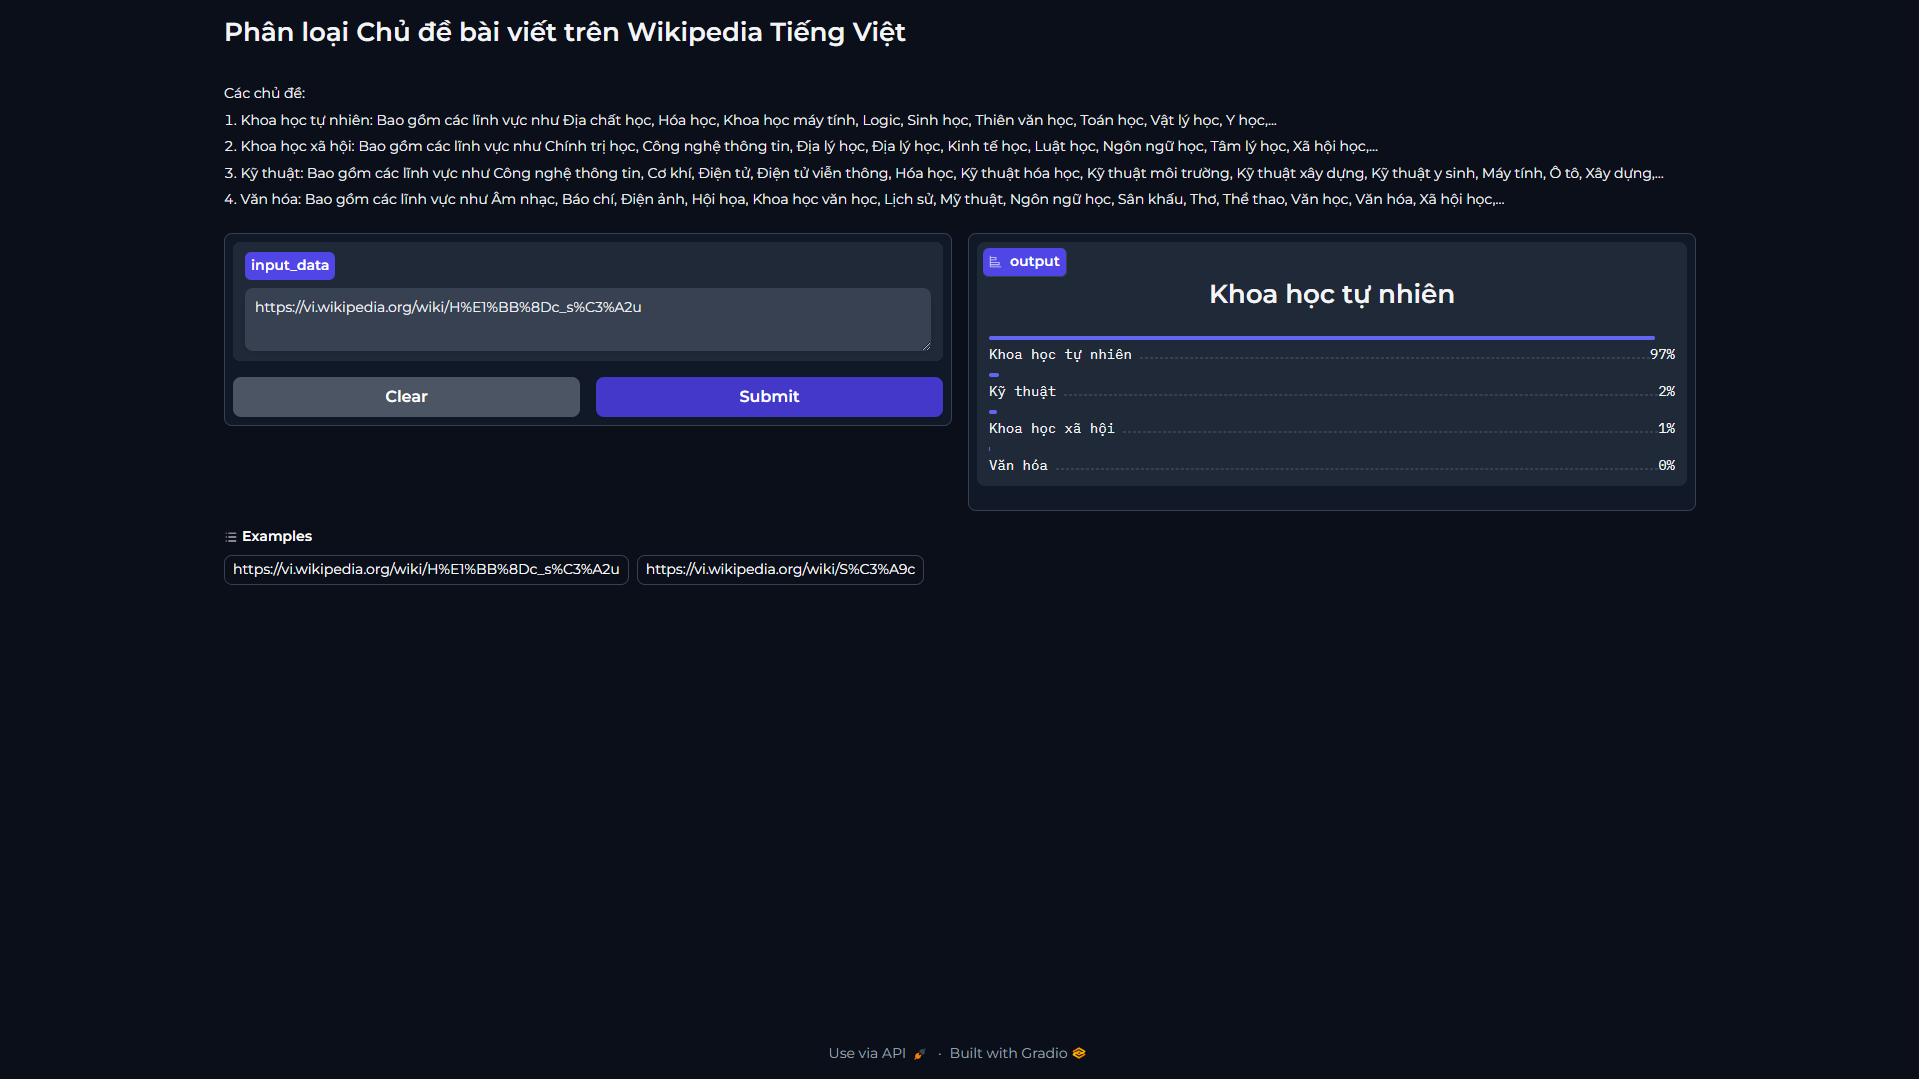 Phân loại Chủ đề bài viết trên Wikipedia Tiếng Việt
Các chủ đề:
1. Khoa học tự nhiên: Bao gồm các lĩnh vực như Địa chất học, Hóa học, Khoa học máy tính, Logic, Sinh học, Thiên văn học, Toán học, Vật lý học, Y học,...
2. Khoa học xã hội: Bao gồm các lĩnh vực như Chính trị học, Công nghệ thông tin, Địa lý học, Địa lý học, Kinh tế học, Luật học, Ngôn ngữ học, Tâm lý học, Xã hội học,...
3. Kỹ thuật: Bao gồm các lĩnh vực như Công nghệ thông tin, Cơ khí, Điện tử, Điện tử viễn thông, Hóa học, Kỹ thuật hóa học, Kỹ thuật môi trường, Kỹ thuật xây dựng, Kỹ thuật y sinh, Máy tính, Ô tô, Xây dựng,...
4. Văn hóa: Bao gồm các lĩnh vực như Âm nhạc, Báo chí, Điện ảnh, Hội họa, Khoa học văn học, Lịch sử, Mỹ thuật, Ngôn ngữ học, Sân khấu, Thơ, Thể thao, Văn học, Văn hóa, Xã hội học,...
input_data
https://vi.wikipedia.org/wiki/H%E1%BB%8Dc_s%C3%A2u
Clear
Submit
output
Khoa học tự nhiên
Khoa học tự nhiên 97%
Kỹ thuật 2%
Khoa học xã hội 1%
Văn hóa 0%
Examples
https://vi.wikipedia.org/wiki/H%E1%BB%8Dc_s%C3%A2u
https://vi.wikipedia.org/wiki/S%C3%A9c
Use via API · Built with Gradio